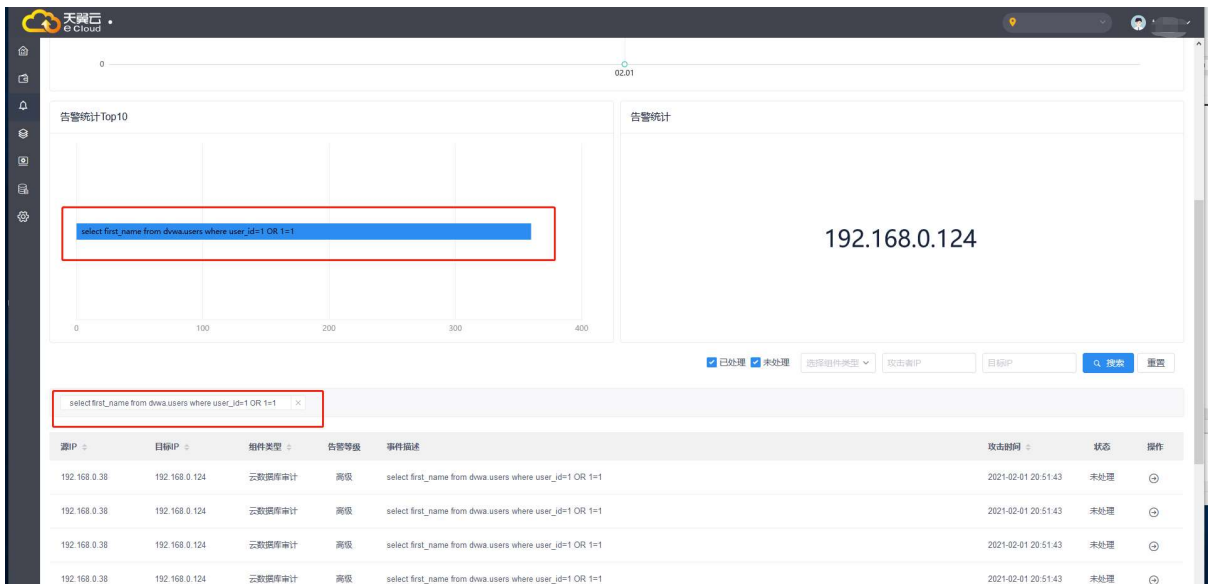 天翼云
e Cloud
0
02.01
告警统计Top10
告警统计
select first_name from dvwa.users where user_id=1 OR 1=1
192.168.0.124
0 100 200 300 400
已处理 未处理 选择组件类型 攻击者IP 目标IP 搜索 重置
select first_name from dvwa.users where user_id=1 OR 1=1 ×
源IP 目标IP 组件类型 告警等级 事件描述 攻击时间 状态 操作
192.168.0.38 192.168.0.124 云数据库审计 高级 select first_name from dvwa.users where user_id=1 OR 1=1 2021-02-01 20:51:43 未处理
192.168.0.38 192.168.0.124 云数据库审计 高级 select first_name from dvwa.users where user_id=1 OR 1=1 2021-02-01 20:51:43 未处理
192.168.0.38 192.168.0.124 云数据库审计 高级 select first_name from dvwa.users where user_id=1 OR 1=1 2021-02-01 20:51:43 未处理
192.168.0.38 192.168.0.124 云数据库审计 高级 select first_name from dvwa.users where user_id=1 OR 1=1 2021-02-01 20:51:43 未处理